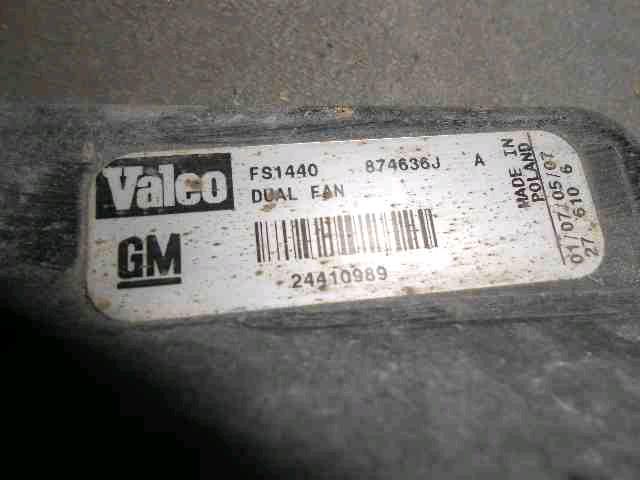 Valeo
FS1440 874636J A
DUAL FAN
GM
24410989
MADE IN
POLAND
01/07/05/07
27 610 6